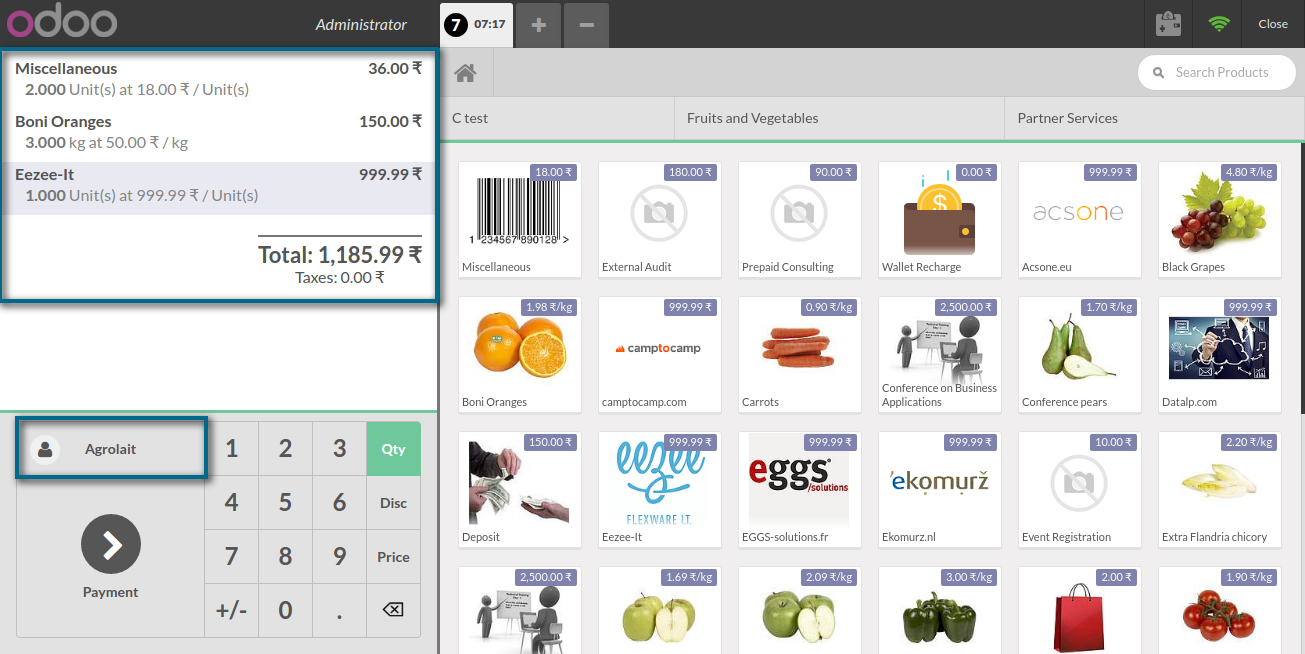 odoo
Administrator
7 07:17
+
−
Close
Miscellaneous 36.00 ₹
2.000 Unit(s) at 18.00 ₹ / Unit(s)
Boni Oranges 150.00 ₹
3.000 kg at 50.00 ₹ / kg
Eezee-It 999.99 ₹
1.000 Unit(s) at 999.99 ₹ / Unit(s)
Total: 1,185.99 ₹
Taxes: 0.00 ₹
Agrolait
Payment
1 2 3 Qty
4 5 6 Disc
7 8 9 Price
+/- 0 .
Search Products
C test
Fruits and Vegetables
Partner Services
18.00 ₹
1 234567 890128 >
Miscellaneous
180.00 ₹
External Audit
90.00 ₹
Prepaid Consulting
0.00 ₹
$
Wallet Recharge
999.99 ₹
acsone
Acsone.eu
4.80 ₹/kg
Black Grapes
1.98 ₹/kg
Boni Oranges
999.99 ₹
camptocamp
camptocamp.com
0.90 ₹/kg
Carrots
2,500.00 ₹
Conference on Business
Applications
1.70 ₹/kg
Conference pears
999.99 ₹
Datalp.com
150.00 ₹
Deposit
999.99 ₹
eezee
FLEXWARE I.T.
Eezee-It
999.99 ₹
eggs
/solutions
EGGS-solutions.fr
999.99 ₹
'ekomurž
Ekomurz.nl
10.00 ₹
Event Registration
2.20 ₹/kg
Extra Flandria chicory
2,500.00 ₹
1.69 ₹/kg
2.09 ₹/kg
3.00 ₹/kg
2.00 ₹
1.90 ₹/kg